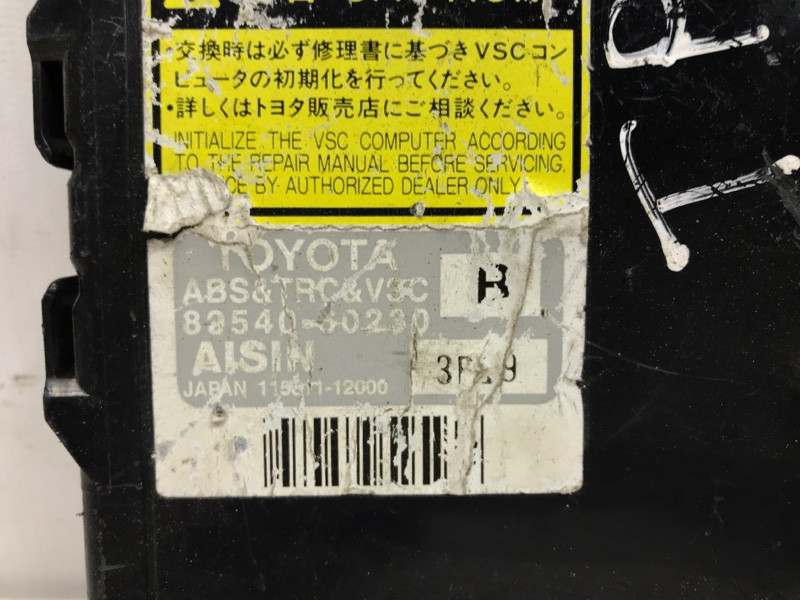 ・交換時は必ず修理書に基づきVSCコン
ピュータの初期化を行ってください。
・詳しくはトヨタ販売店にご相談ください。
INITIALIZE THE VSC COMPUTER ACCORDING
TO THE REPAIR MANUAL BEFORE SERVICING.
BY AUTHORIZED DEALER ONLY.
TOYOTA
ABS&TRC&VSC
B
89540-60230
AISIN
JAPAN